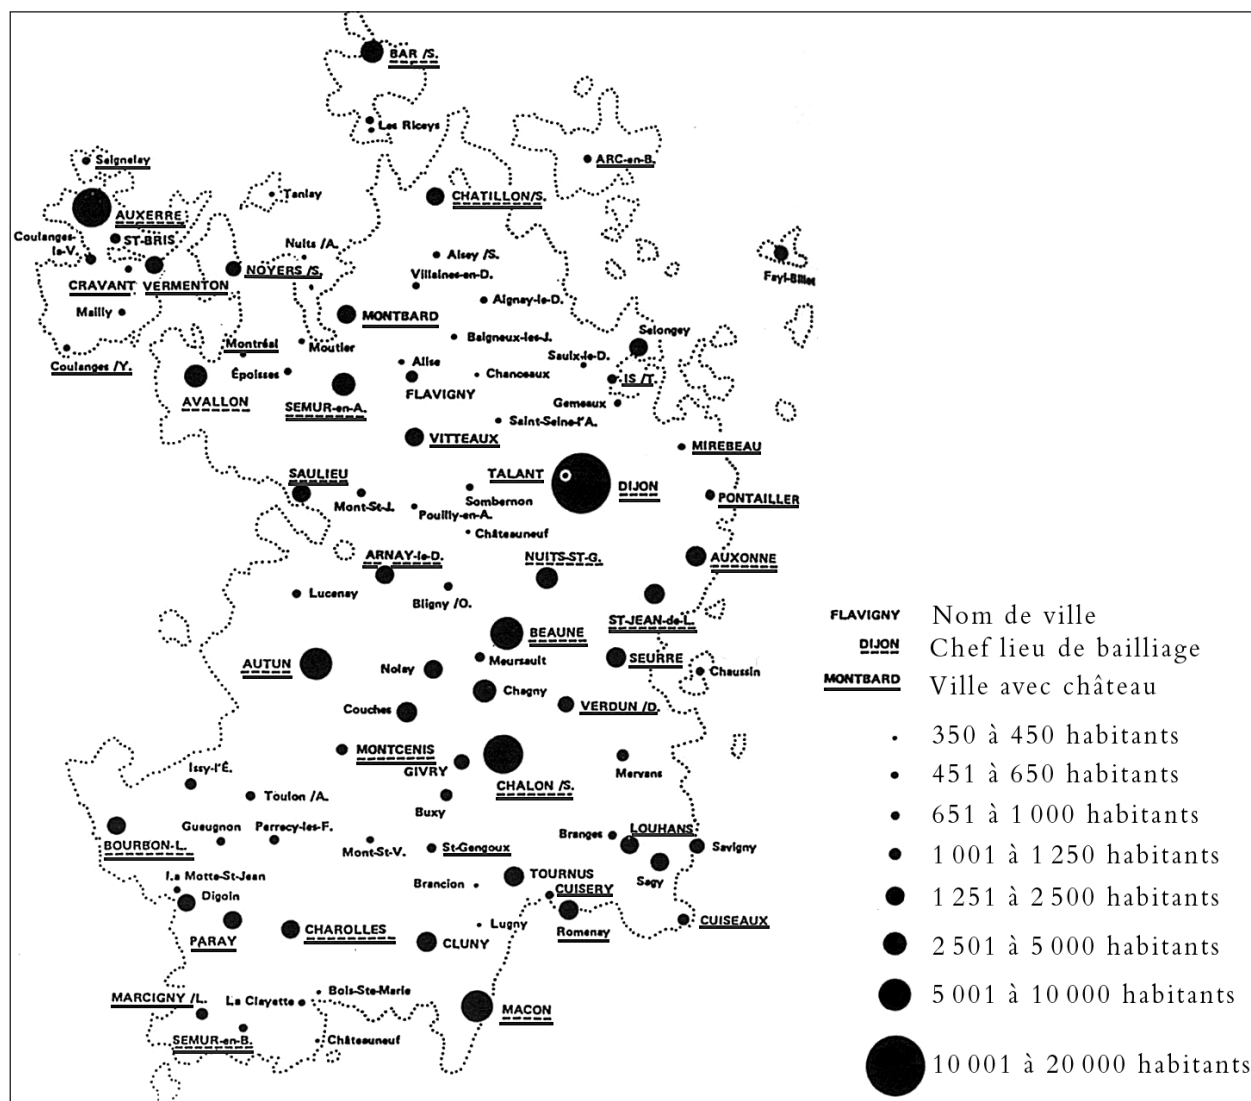 BAR /S.
Les Riceys
Seignelay
ARC-en-B.
Tanlay
CHATILLON/S.
AUXERRE
Coulanges-
la-V.
ST-BRIS
Nuits /A.
Aisey /S.
NOYERS /S.
Fayl-Billet
Villaines-en-D.
CRAVANT
VERMENTON
Aignay-le-D.
Mailly
MONTBARD
Selongey
Baigneux-les-J.
Montréal
Moutier
Saulx-le-D.
Coulanges /Y.
Alise
Époisses
Chanceaux
IS /T.
FLAVIGNY
AVALLON
SEMUR-en-A.
Gemeaux
Saint-Seine-l'A.
VITTEAUX
MIREBEAU
SAULIEU
TALANT
DIJON
Mont-St-J.
Sombernon
PONTAILLER
Pouilly-en-A.
Châteauneuf
ARNAY-le-D.
NUITS-ST-G.
AUXONNE
Lucenay
Bligny /O.
ST-JEAN-de-L.
BEAUNE
AUTUN
Nolay
Meursault
SEURRE
Chaussin
Chagny
Couches
VERDUN /D.
MONTCENIS
GIVRY
Issy-l'É.
CHALON /S.
Mervans
Toulon /A.
Buxy
Gueugnon
Perrecy-les-F.
Branges
LOUHANS
BOURBON-L.
Mont-St-V.
St-Gengoux
Savigny
La Motte-St-Jean
TOURNUS
Sagy
Brancion
CUISERY
Digoin
PARAY
CHAROLLES
Lugny
CUISEAUX
CLUNY
Romenay
MARCIGNY /L.
La Clayette
Bois-Ste-Marie
MACON
SEMUR-en-B.
Châteauneuf
FLAVIGNY Nom de ville
DIJON Chef lieu de bailliage
MONTBARD Ville avec château
350 à 450 habitants
451 à 650 habitants
651 à 1 000 habitants
1 001 à 1 250 habitants
1 251 à 2 500 habitants
2 501 à 5 000 habitants
5 001 à 10 000 habitants
10 001 à 20 000 habitants